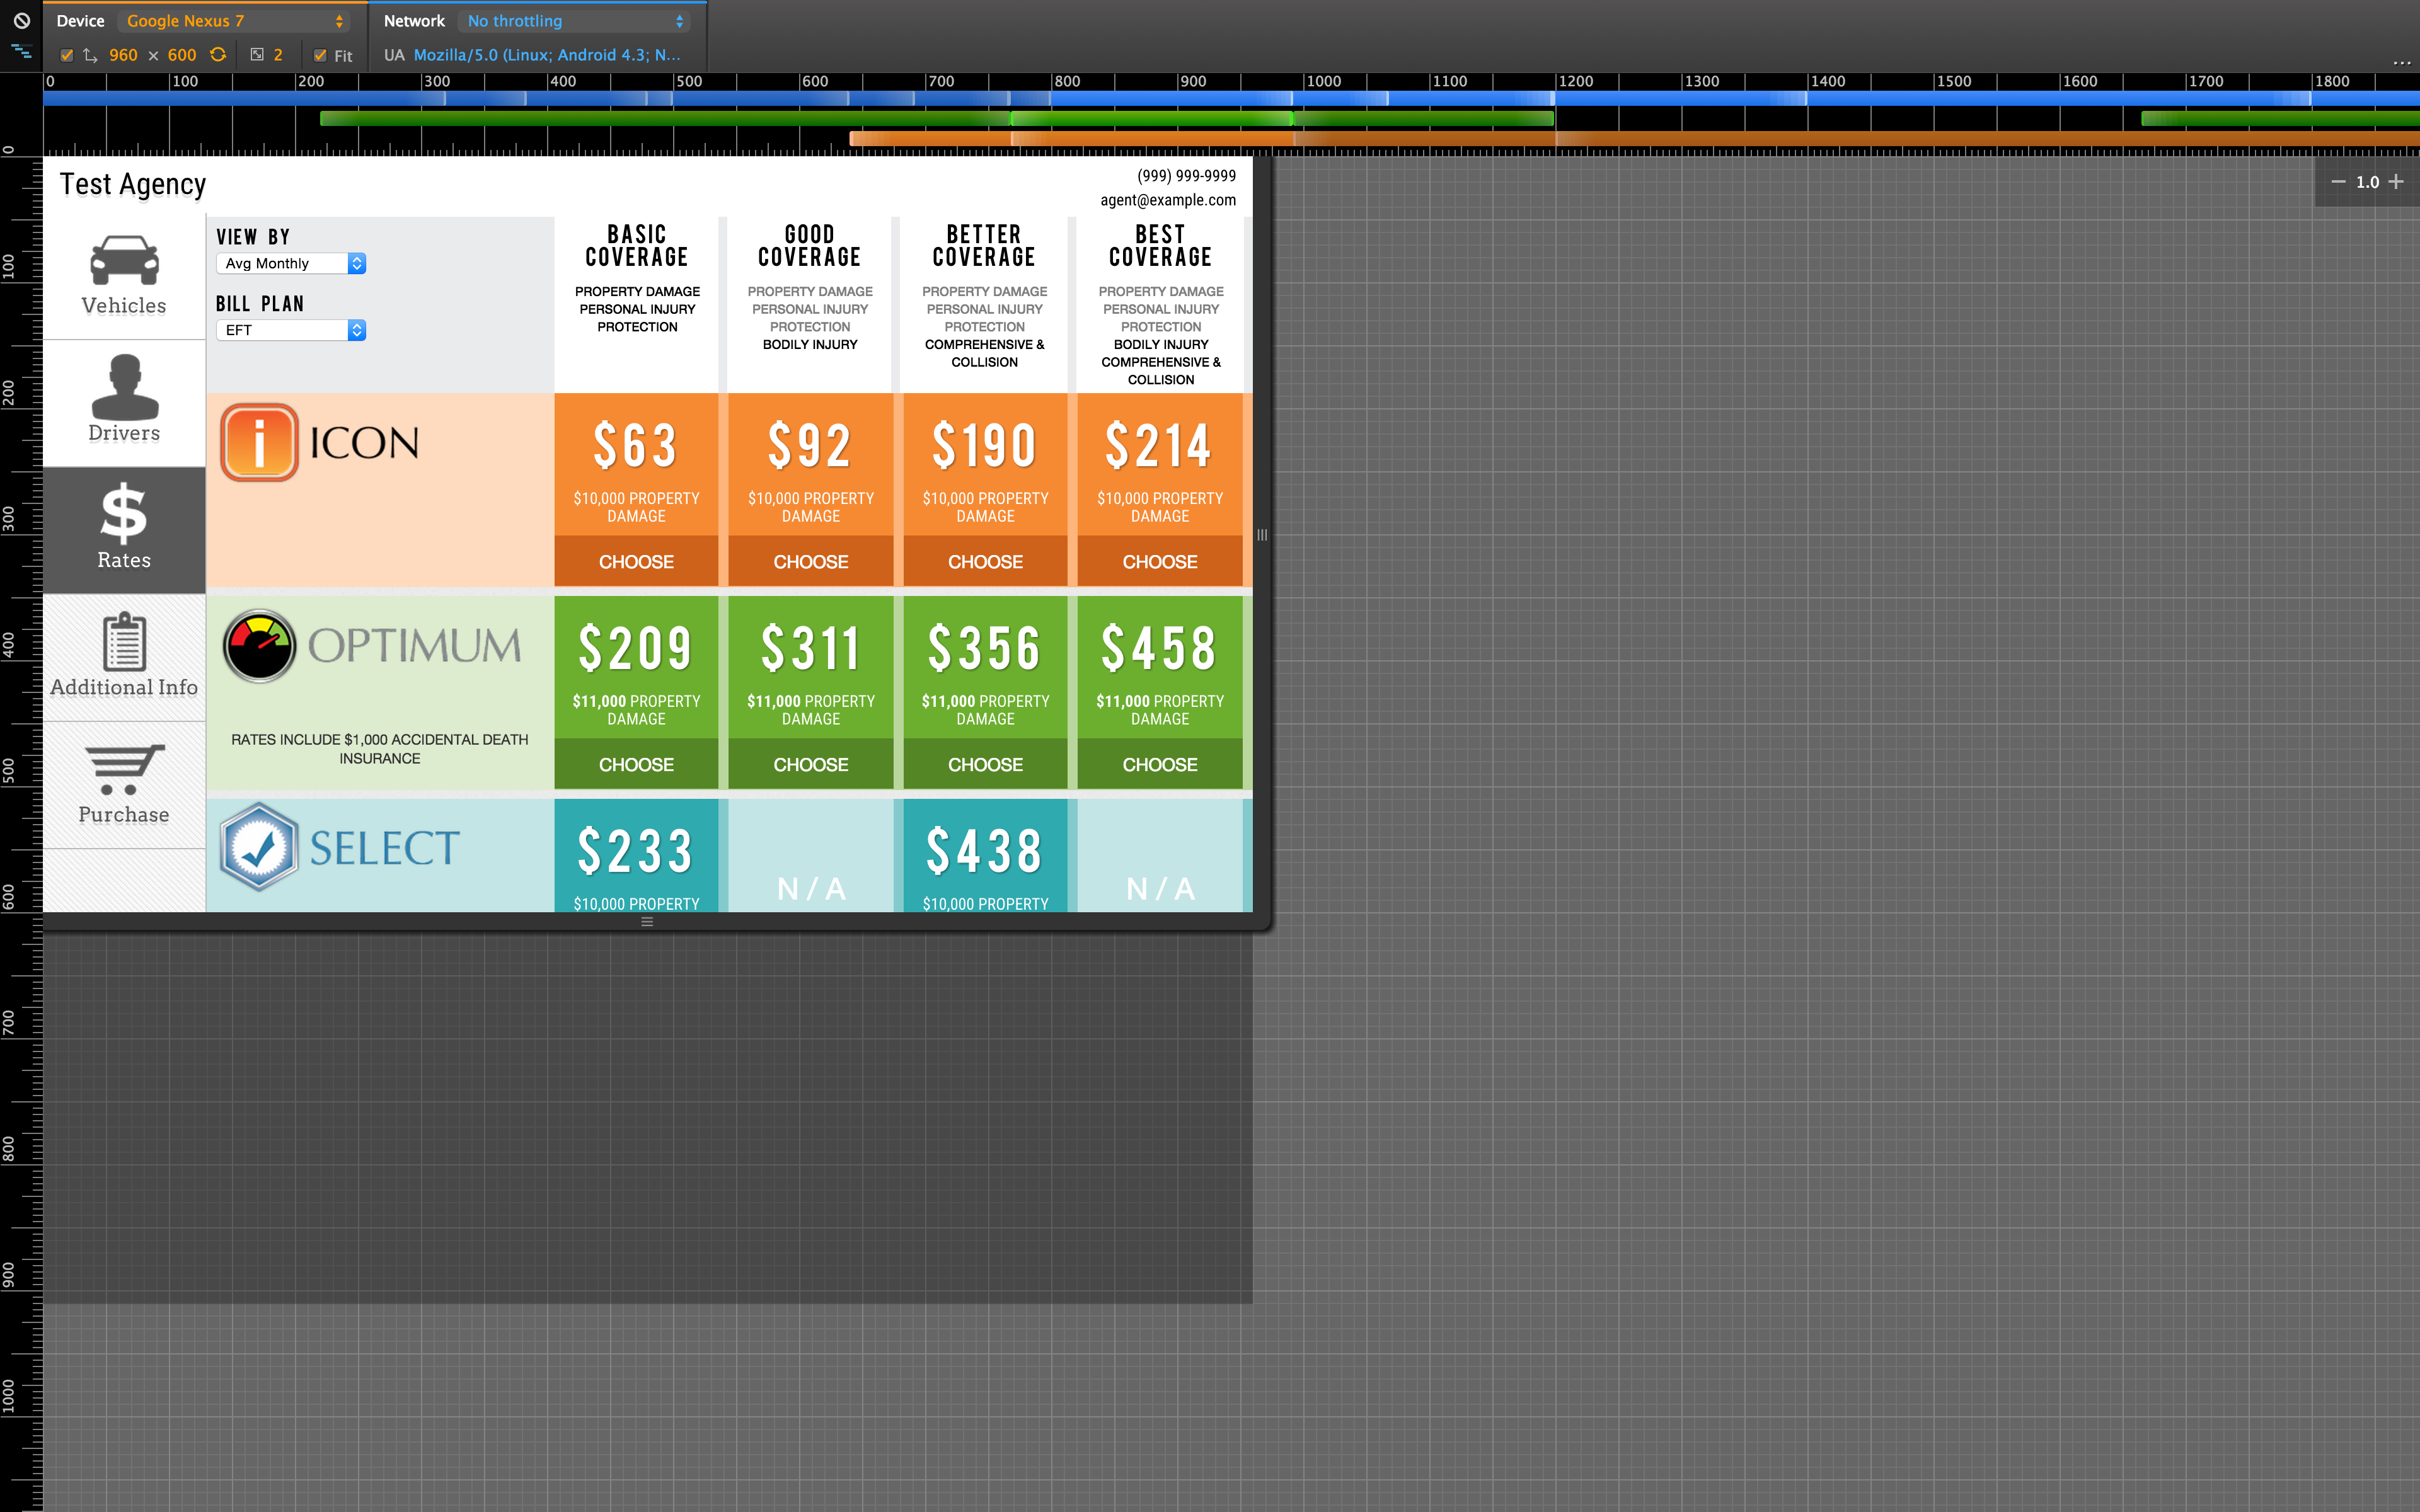 Device Google Nexus 7 Network No throttling
960 × 600 2 Fit UA Mozilla/5.0 (Linux; Android 4.3; N...
...
0 100 200 300 400 500 600 700 800 900 1000 1100 1200 1300 1400 1500 1600 1700 1800
0
100
200
300
400
500
600
700
800
900
1000
1.0
Test Agency
(999) 999-9999
agent@example.com
Vehicles
Drivers
$
Rates
Additional Info
Purchase
VIEW BY
Avg Monthly
BILL PLAN
EFT
BASIC
COVERAGE
PROPERTY DAMAGE
PERSONAL INJURY
PROTECTION
GOOD
COVERAGE
PROPERTY DAMAGE
PERSONAL INJURY
PROTECTION
BODILY INJURY
BETTER
COVERAGE
PROPERTY DAMAGE
PERSONAL INJURY
PROTECTION
COMPREHENSIVE &
COLLISION
BEST
COVERAGE
PROPERTY DAMAGE
PERSONAL INJURY
PROTECTION
BODILY INJURY
COMPREHENSIVE &
COLLISION
i ICON
$63
$10,000 PROPERTY
DAMAGE
CHOOSE
$92
$10,000 PROPERTY
DAMAGE
CHOOSE
$190
$10,000 PROPERTY
DAMAGE
CHOOSE
$214
$10,000 PROPERTY
DAMAGE
CHOOSE
OPTIMUM
RATES INCLUDE $1,000 ACCIDENTAL DEATH
INSURANCE
$209
$11,000 PROPERTY
DAMAGE
CHOOSE
$311
$11,000 PROPERTY
DAMAGE
CHOOSE
$356
$11,000 PROPERTY
DAMAGE
CHOOSE
$458
$11,000 PROPERTY
DAMAGE
CHOOSE
SELECT
$233
$10,000 PROPERTY
N/A
$438
$10,000 PROPERTY
N/A